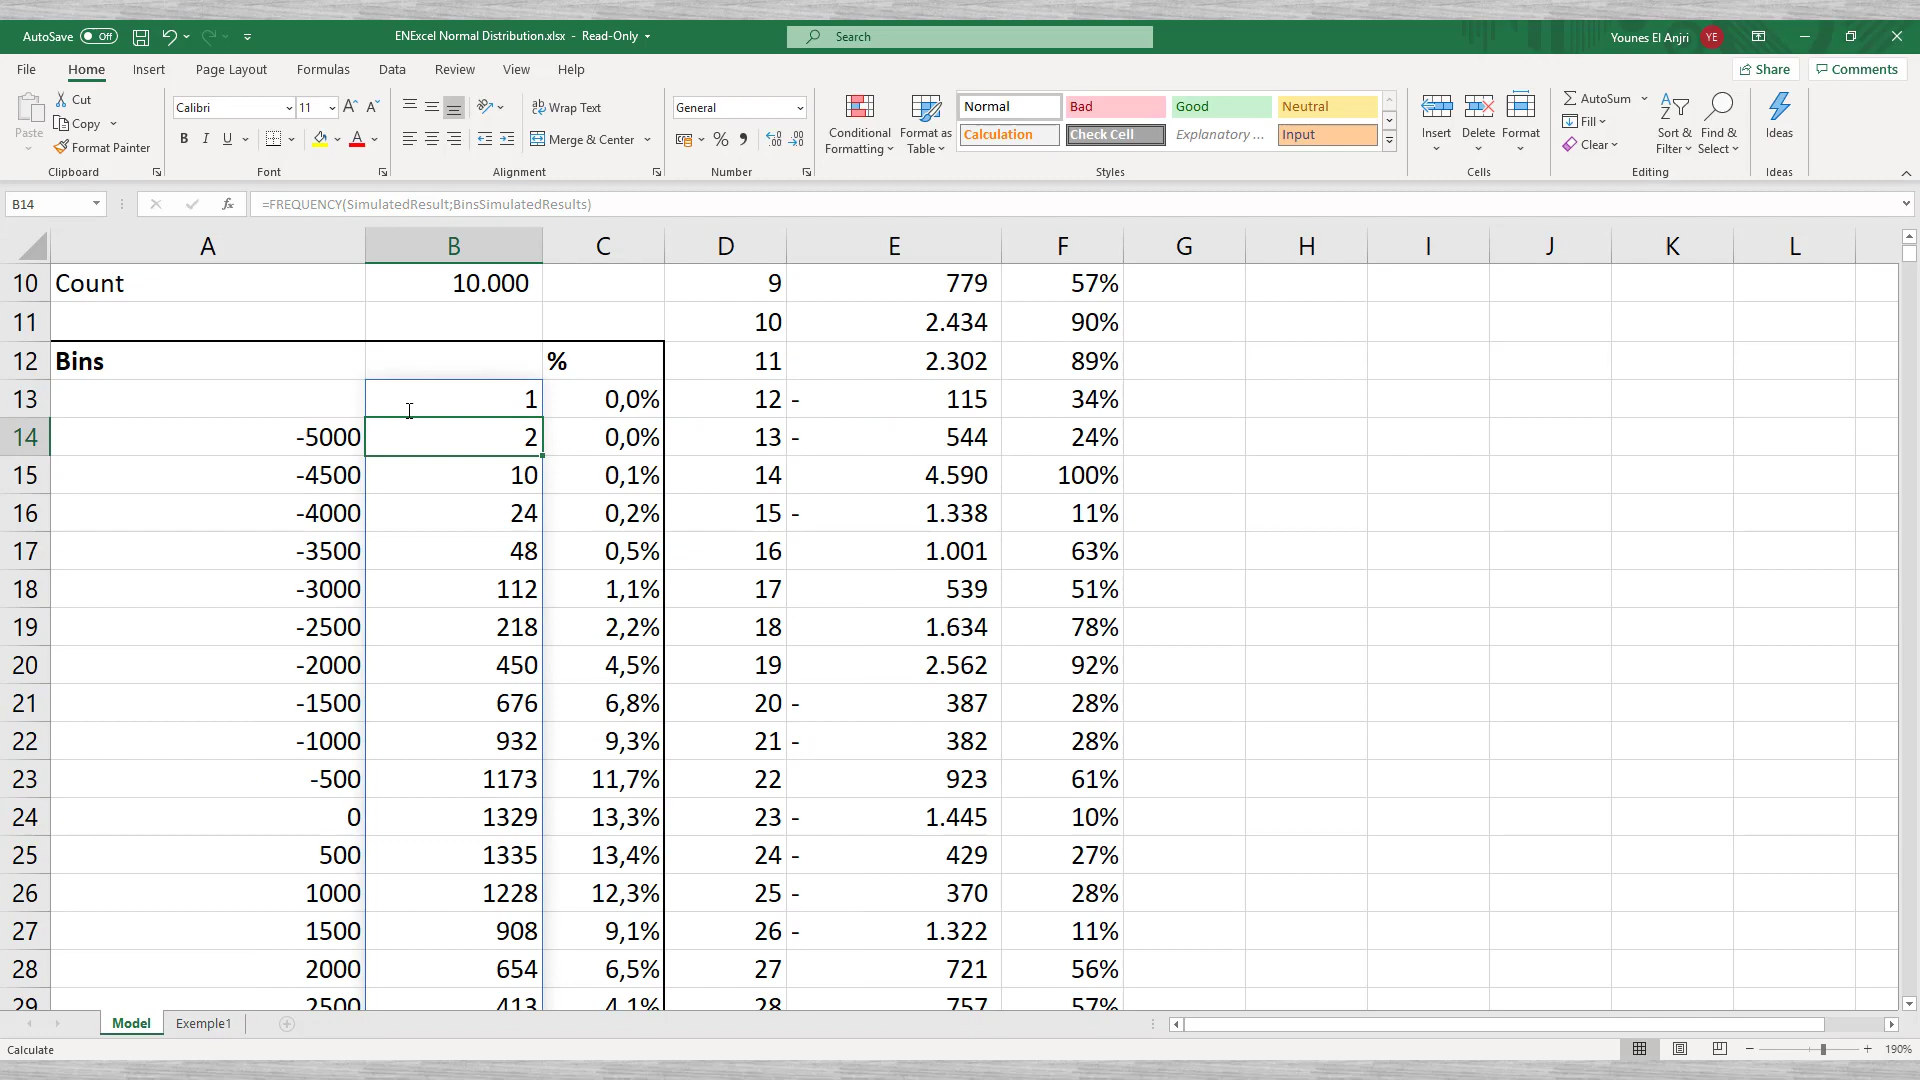 AutoSave Off ENExcel Normal Distribution.xlsx - Read-Only Search Younes El Anjri YE
File Home Insert Page Layout Formulas Data Review View Help Share Comments
Paste Cut Copy Format Painter Clipboard
Calibri 11 A A B I U A Font
Wrap Text Merge & Center Alignment
General % Number
Conditional Formatting Format as Table Normal Bad Good Neutral Calculation Check Cell Explanatory ... Input Styles
Insert Delete Format Cells
AutoSum Fill Clear Sort & Filter Find & Select Editing
Ideas Ideas
B14 fx =FREQUENCY(SimulatedResult;BinsSimulatedResults)
A B C D E F G H I J K L
10 Count 10.000 9 779 57%
11 10 2.434 90%
12 Bins % 11 2.302 89%
13 1 0,0% 12 - 115 34%
14 -5000 2 0,0% 13 - 544 24%
15 -4500 10 0,1% 14 4.590 100%
16 -4000 24 0,2% 15 - 1.338 11%
17 -3500 48 0,5% 16 1.001 63%
18 -3000 112 1,1% 17 539 51%
19 -2500 218 2,2% 18 1.634 78%
20 -2000 450 4,5% 19 2.562 92%
21 -1500 676 6,8% 20 - 387 28%
22 -1000 932 9,3% 21 - 382 28%
23 -500 1173 11,7% 22 923 61%
24 0 1329 13,3% 23 - 1.445 10%
25 500 1335 13,4% 24 - 429 27%
26 1000 1228 12,3% 25 - 370 28%
27 1500 908 9,1% 26 - 1.322 11%
28 2000 654 6,5% 27 721 56%
29 2500 413 4,1% 28 757 57%
Model Exemple1
Calculate 190%